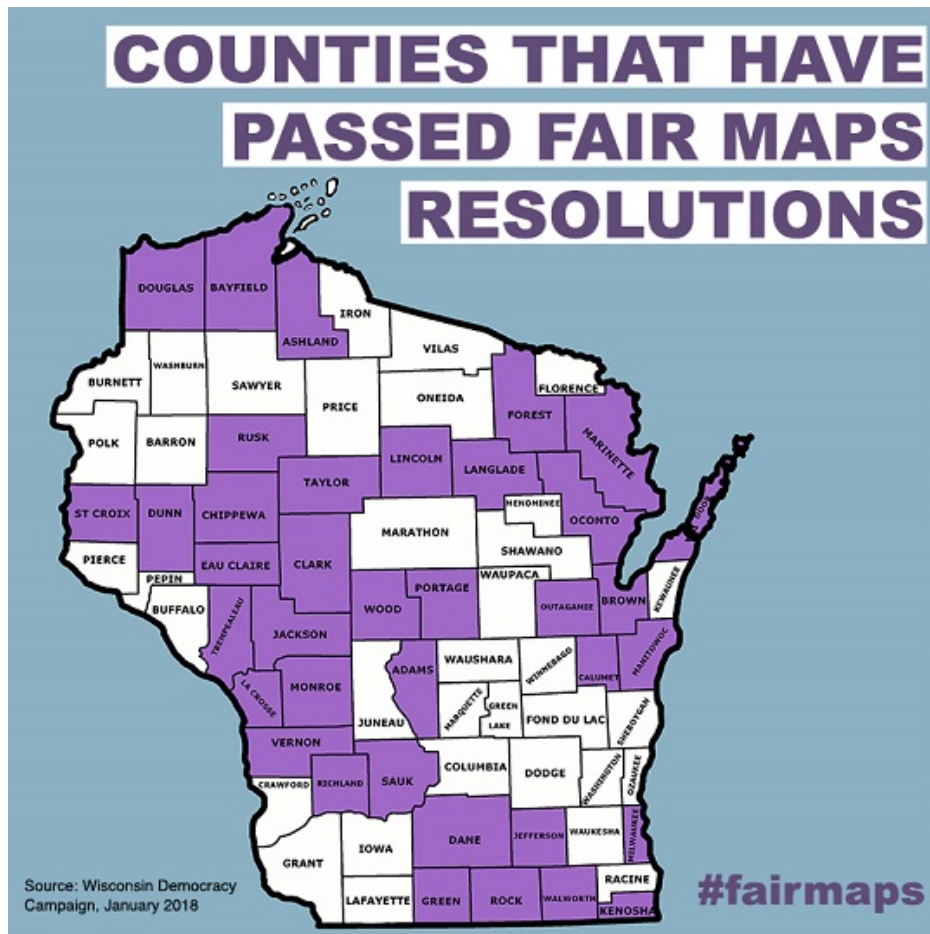 COUNTIES THAT HAVE
PASSED FAIR MAPS
RESOLUTIONS
DOUGLAS
BAYFIELD
ASHLAND
IRON
VILAS
BURNETT
WASHBURN
SAWYER
PRICE
ONEIDA
FLORENCE
FOREST
MARINETTE
POLK
BARRON
RUSK
LINCOLN
LANGLADE
TAYLOR
ST CROIX
DUNN
CHIPPEWA
MENOMINEE
OCONTO
DOOR
MARATHON
SHAWANO
PIERCE
EAU CLAIRE
CLARK
PEPIN
WAUPACA
PORTAGE
WOOD
BUFFALO
TREMPEALEAU
JACKSON
OUTAGAMIE
BROWN
KEWAUNEE
ADAMS
WAUSHARA
WINNEBAGO
CALUMET
MANITOWOC
LA CROSSE
MONROE
JUNEAU
MARQUETTE
GREEN
LAKE
FOND DU LAC
SHEBOYGAN
VERNON
CRAWFORD
RICHLAND
SAUK
COLUMBIA
DODGE
WASHINGTON
OZAUKEE
GRANT
IOWA
DANE
JEFFERSON
WAUKESHA
MILWAUKEE
LAFAYETTE
GREEN
ROCK
WALWORTH
RACINE
KENOSHA
Source: Wisconsin Democracy
Campaign, January 2018
#fairmaps